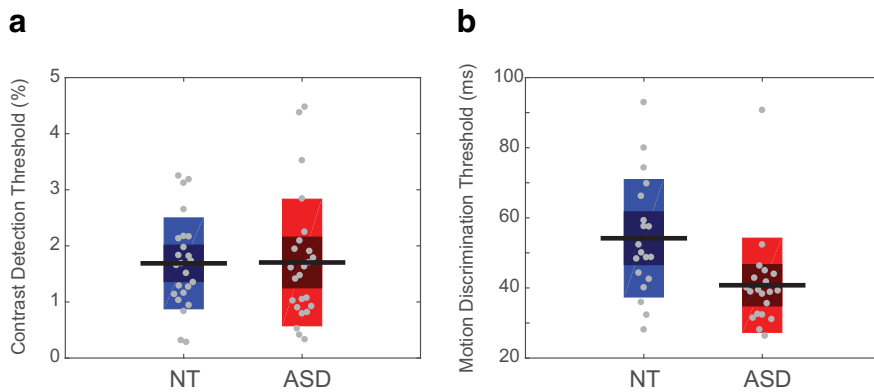 a
Contrast Detection Threshold (%)
5
4
3
2
1
0
NT
ASD
b
Motion Discrimination Threshold (ms)
100
80
60
40
20
NT
ASD